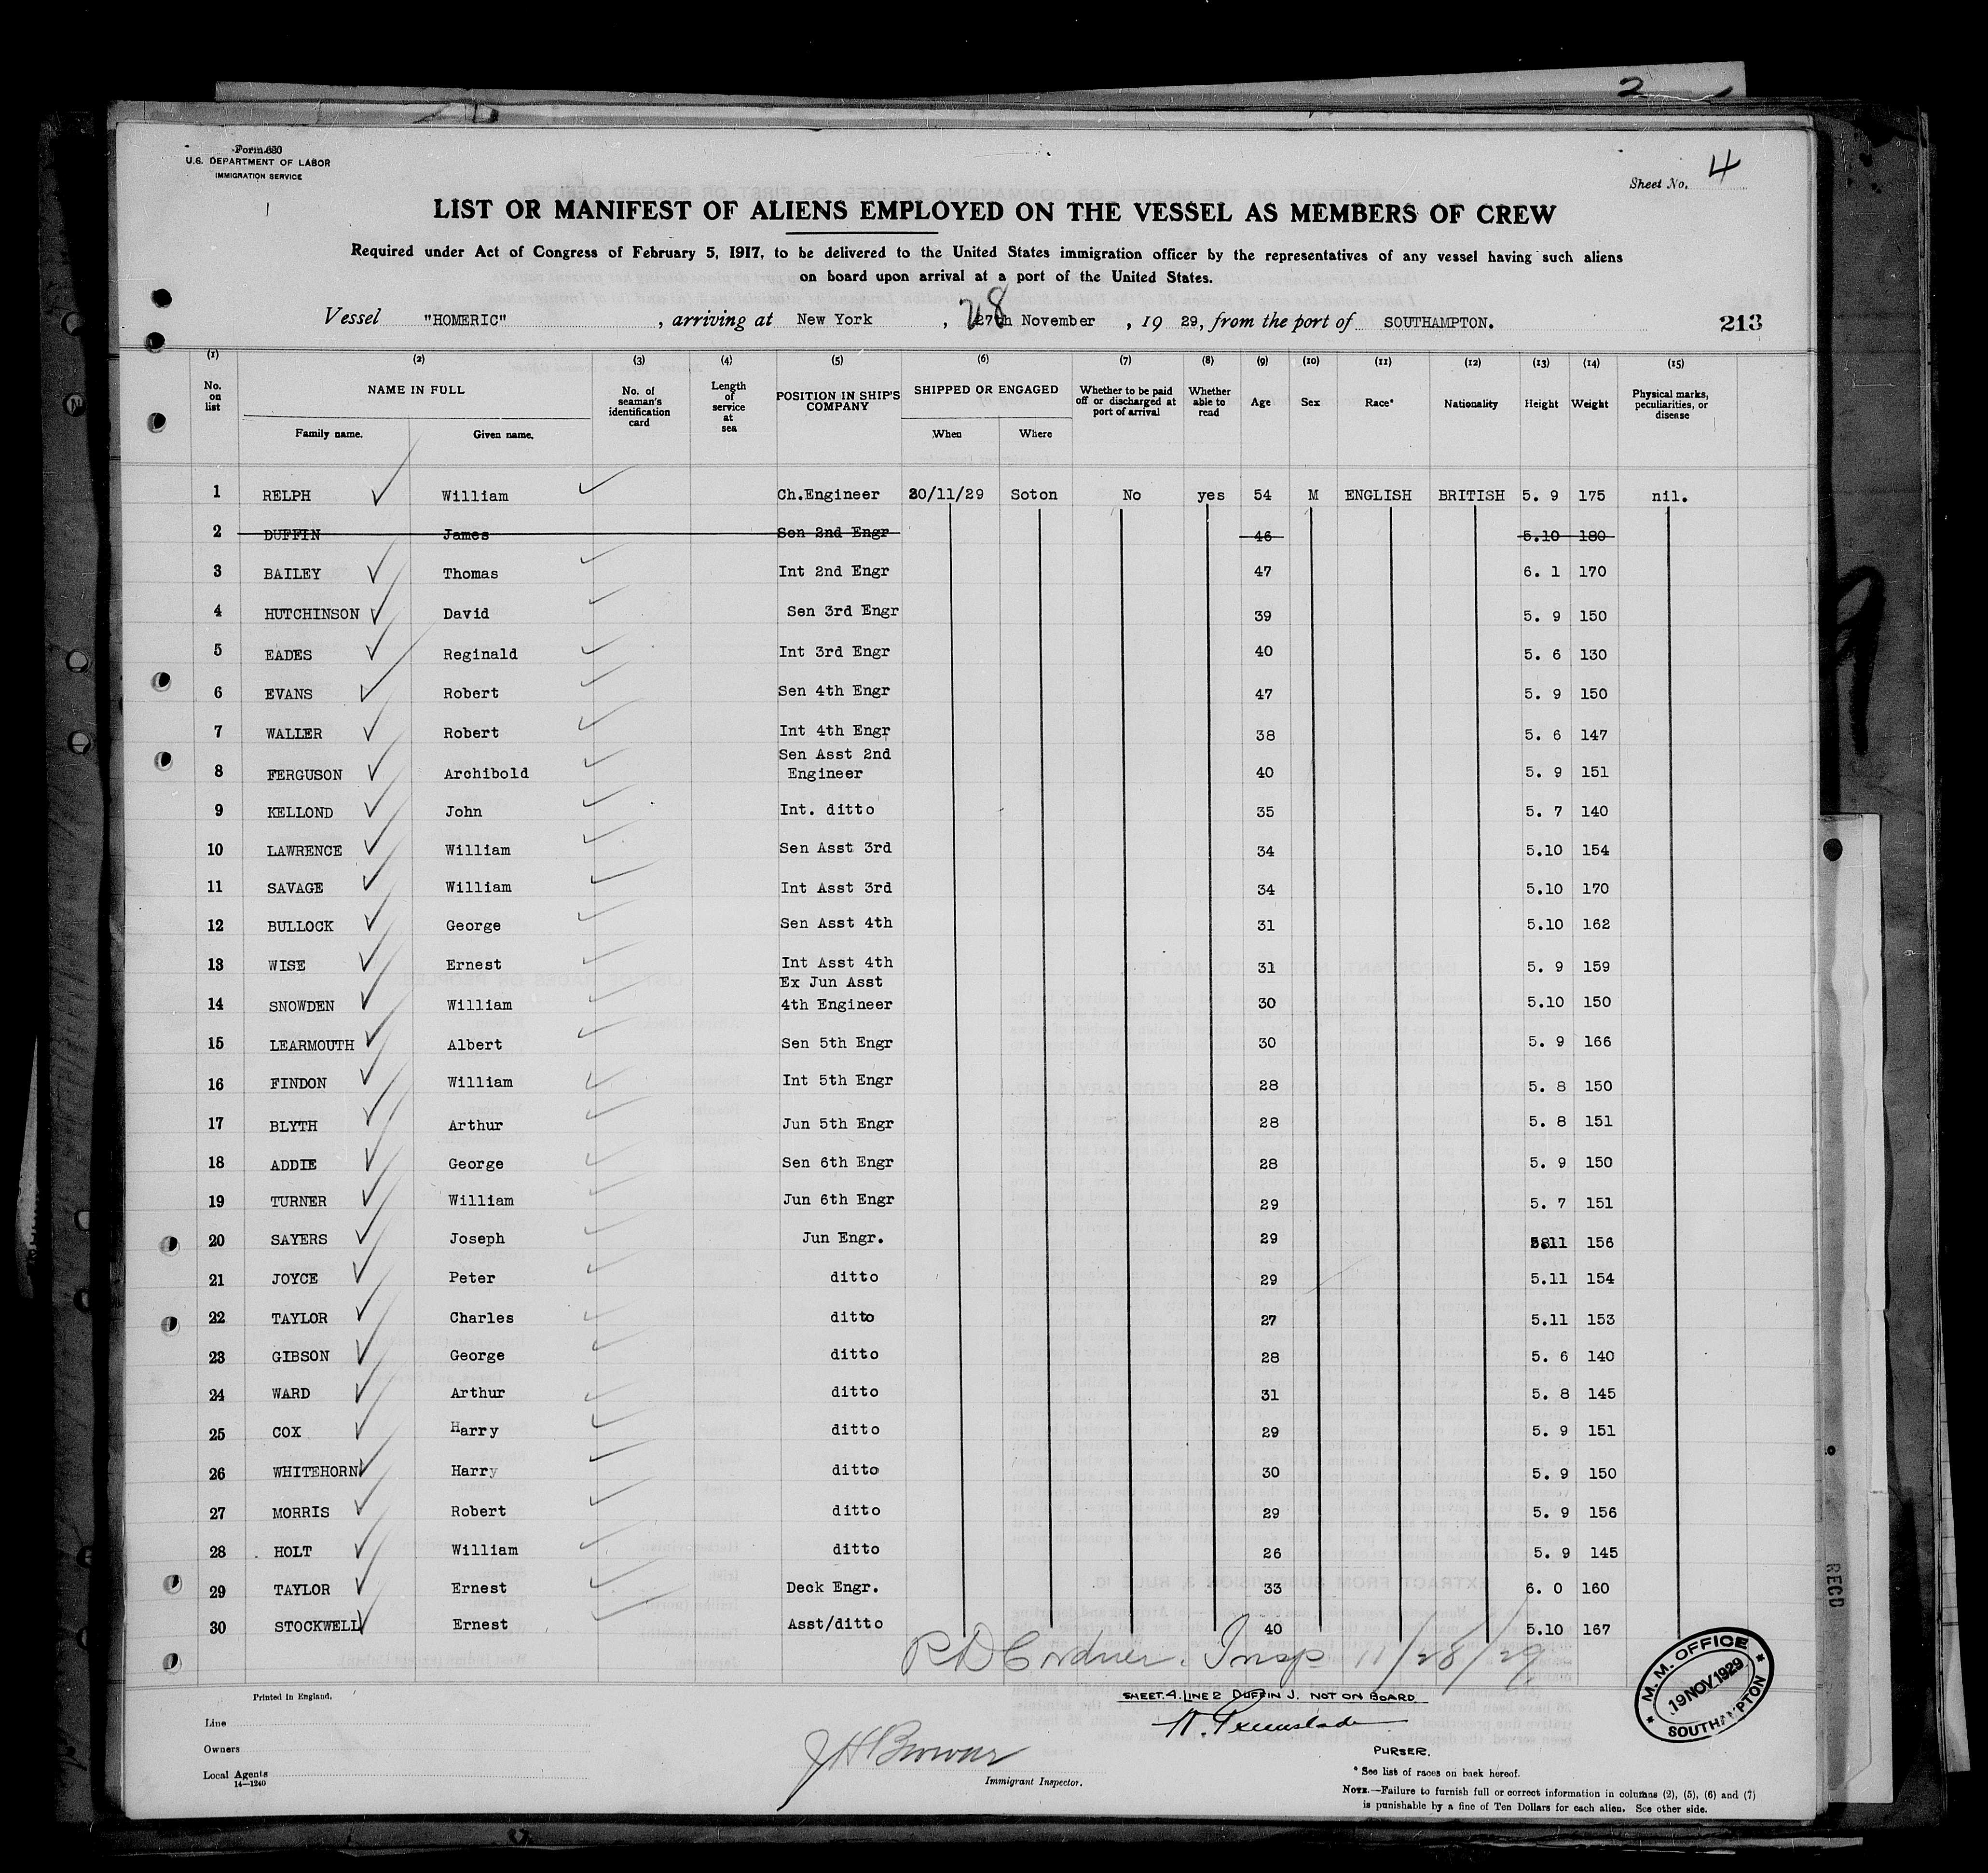 2
Form 680
U.S. DEPARTMENT OF LABOR
IMMIGRATION SERVICE
Sheet No. 4
LIST OR MANIFEST OF ALIENS EMPLOYED ON THE VESSEL AS MEMBERS OF CREW
Required under Act of Congress of February 5, 1917, to be delivered to the United States immigration officer by the representatives of any vessel having such aliens
on board upon arrival at a port of the United States.
Vessel "HOMERIC", arriving at New York, 28 27th November, 19 29, from the port of SOUTHAMPTON.
213
(1) (2) (3) (4) (5) (6) (7) (8) (9) (10) (11) (12) (13) (14) (15)
No. on list NAME IN FULL No. of seaman's identification card Length of service at sea POSITION IN SHIP'S COMPANY SHIPPED OR ENGAGED Whether to be paid off or discharged at port of arrival Whether able to read Age Sex Race* Nationality Height Weight Physical marks, peculiarities, or disease
Family name. Given name. When Where
1 RELPH William Ch.Engineer 20/11/29 Soton No yes 54 M ENGLISH BRITISH 5. 9 175 nil.
2 DUFFIN James Sen 2nd Engr 46 5.10 180
3 BAILEY Thomas Int 2nd Engr 47 6. 1 170
4 HUTCHINSON David Sen 3rd Engr 39 5. 9 150
5 EADES Reginald Int 3rd Engr 40 5. 6 130
6 EVANS Robert Sen 4th Engr 47 5. 9 150
7 WALLER Robert Int 4th Engr 38 5. 6 147
8 FERGUSON Archibold Sen Asst 2nd Engineer 40 5. 9 151
9 KELLOND John Int. ditto 35 5. 7 140
10 LAWRENCE William Sen Asst 3rd 34 5.10 154
11 SAVAGE William Int Asst 3rd 34 5.10 170
12 BULLOCK George Sen Asst 4th 31 5.10 162
13 WISE Ernest Int Asst 4th 31 5. 9 159
14 SNOWDEN William Ex Jun Asst 4th Engineer 30 5.10 150
15 LEARMOUTH Albert Sen 5th Engr 30 5. 9 166
16 FINDON William Int 5th Engr 28 5. 8 150
17 BLYTH Arthur Jun 5th Engr 28 5. 8 151
18 ADDIE George Sen 6th Engr 28 5. 9 150
19 TURNER William Jun 6th Engr 29 5. 7 151
20 SAYERS Joseph Jun Engr. 29 5.11 156
21 JOYCE Peter ditto 29 5.11 154
22 TAYLOR Charles ditto 27 5.11 153
23 GIBSON George ditto 28 5. 6 140
24 WARD Arthur ditto 31 5. 8 145
25 COX Harry ditto 29 5. 9 151
26 WHITEHORN Harry ditto 30 5. 9 150
27 MORRIS Robert ditto 29 5. 9 156
28 HOLT William ditto 26 5. 9 145
29 TAYLOR Ernest Deck Engr. 33 6. 0 160
30 STOCKWELL Ernest Asst/ditto 40 5.10 167
R D Cordner. Insp 11/28/29
M. M. OFFICE
19 NOV 1929
SOUTHAMPTON
Printed in England.
SHEET.4.LINE 2 DUFFIN J. NOT ON BOARD
Line
Owners
Local Agents
14—1240
Immigrant Inspector.
PURSER.
* See list of races on back hereof.
NOTE.—Failure to furnish full or correct information in columns (2), (5), (6) and (7)
is punishable by a fine of Ten Dollars for each alien. See other side.
RECD